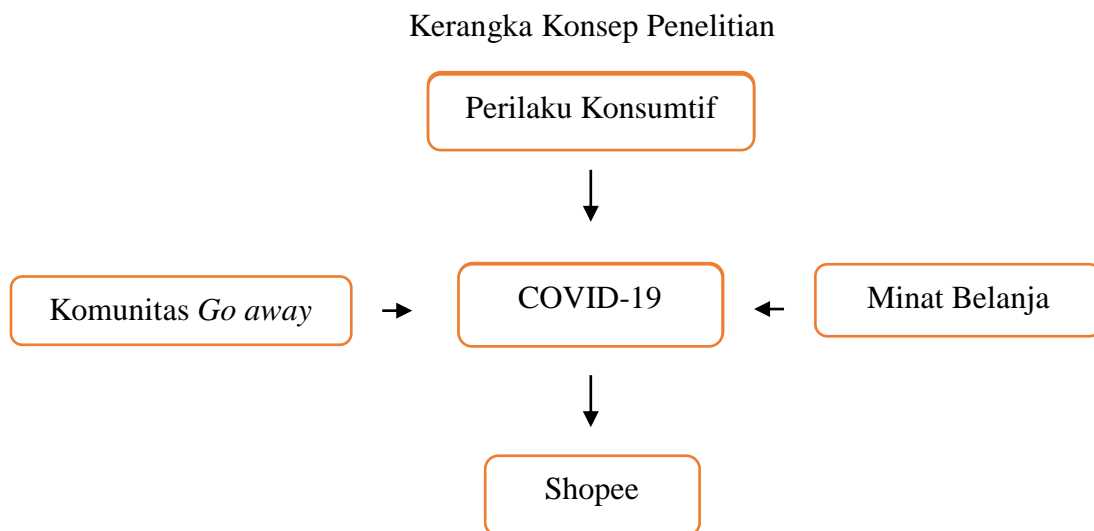 Kerangka Konsep Penelitian
Perilaku Konsumtif
Komunitas Go away
COVID-19
Minat Belanja
Shopee